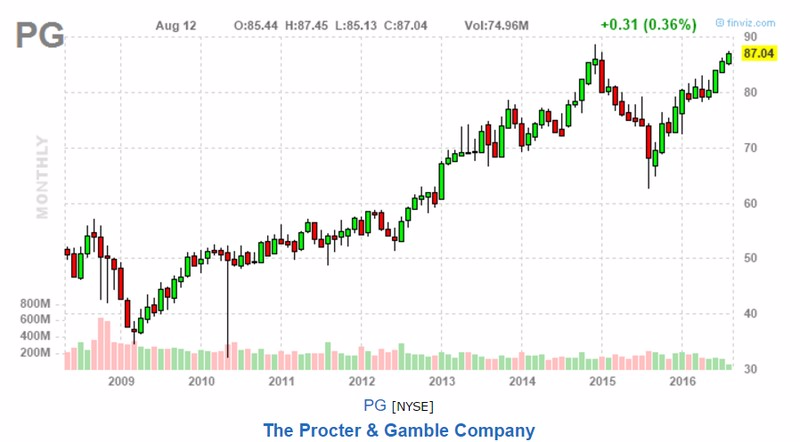 PG
Aug 12 O:85.44 H:87.45 L:85.13 C:87.04 Vol:74.96M +0.31 (0.36%) © finviz.com
90
87.04
80
70
60
50
40
30
MONTHLY
800M
600M
400M
200M
2009 2010 2011 2012 2013 2014 2015 2016
PG [NYSE]
The Procter & Gamble Company